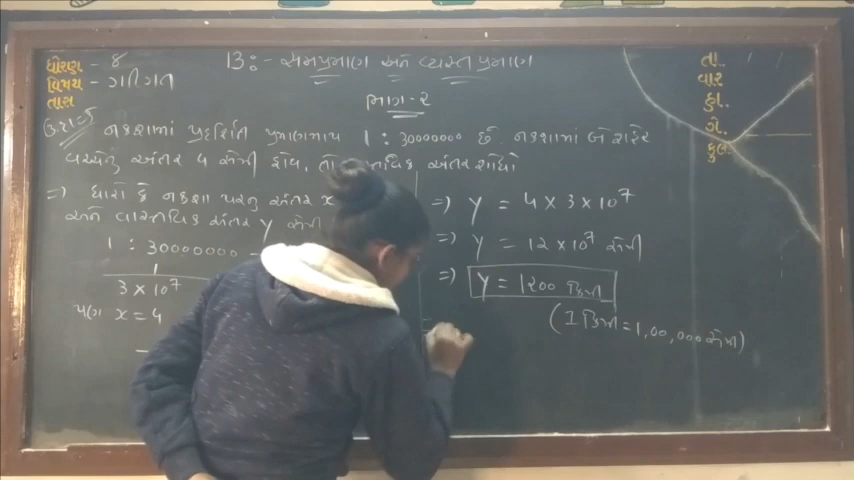 ધોરણ - 8
વિષય - ગણિત
તાસ
13:- સમપ્રમાણ અને વ્યસ્ત પ્રમાણ
ભાગ-૨
તા..
વાર
કુ..
ગે..
કુલ..
નકશામાં પ્રદર્શિત પ્રમાણમાપ 1 : 30000000 છે. નકશામાં બે શહેર
વચ્ચેનું અંતર 4 સેમી હોય, અંતર શોધો
=> ધારો કે નકશા પરનું અંતર x
અને વાસ્તવિક અંતર y સેમી
1 : 30000000
1
3 × 10⁷
પણ x = 4
=> y = 4 × 3 × 10⁷
=> y = 12 × 10⁷ સેમી
=> y = 1200 કિમી
(1 કિમી = 1,00,000 સેમી)